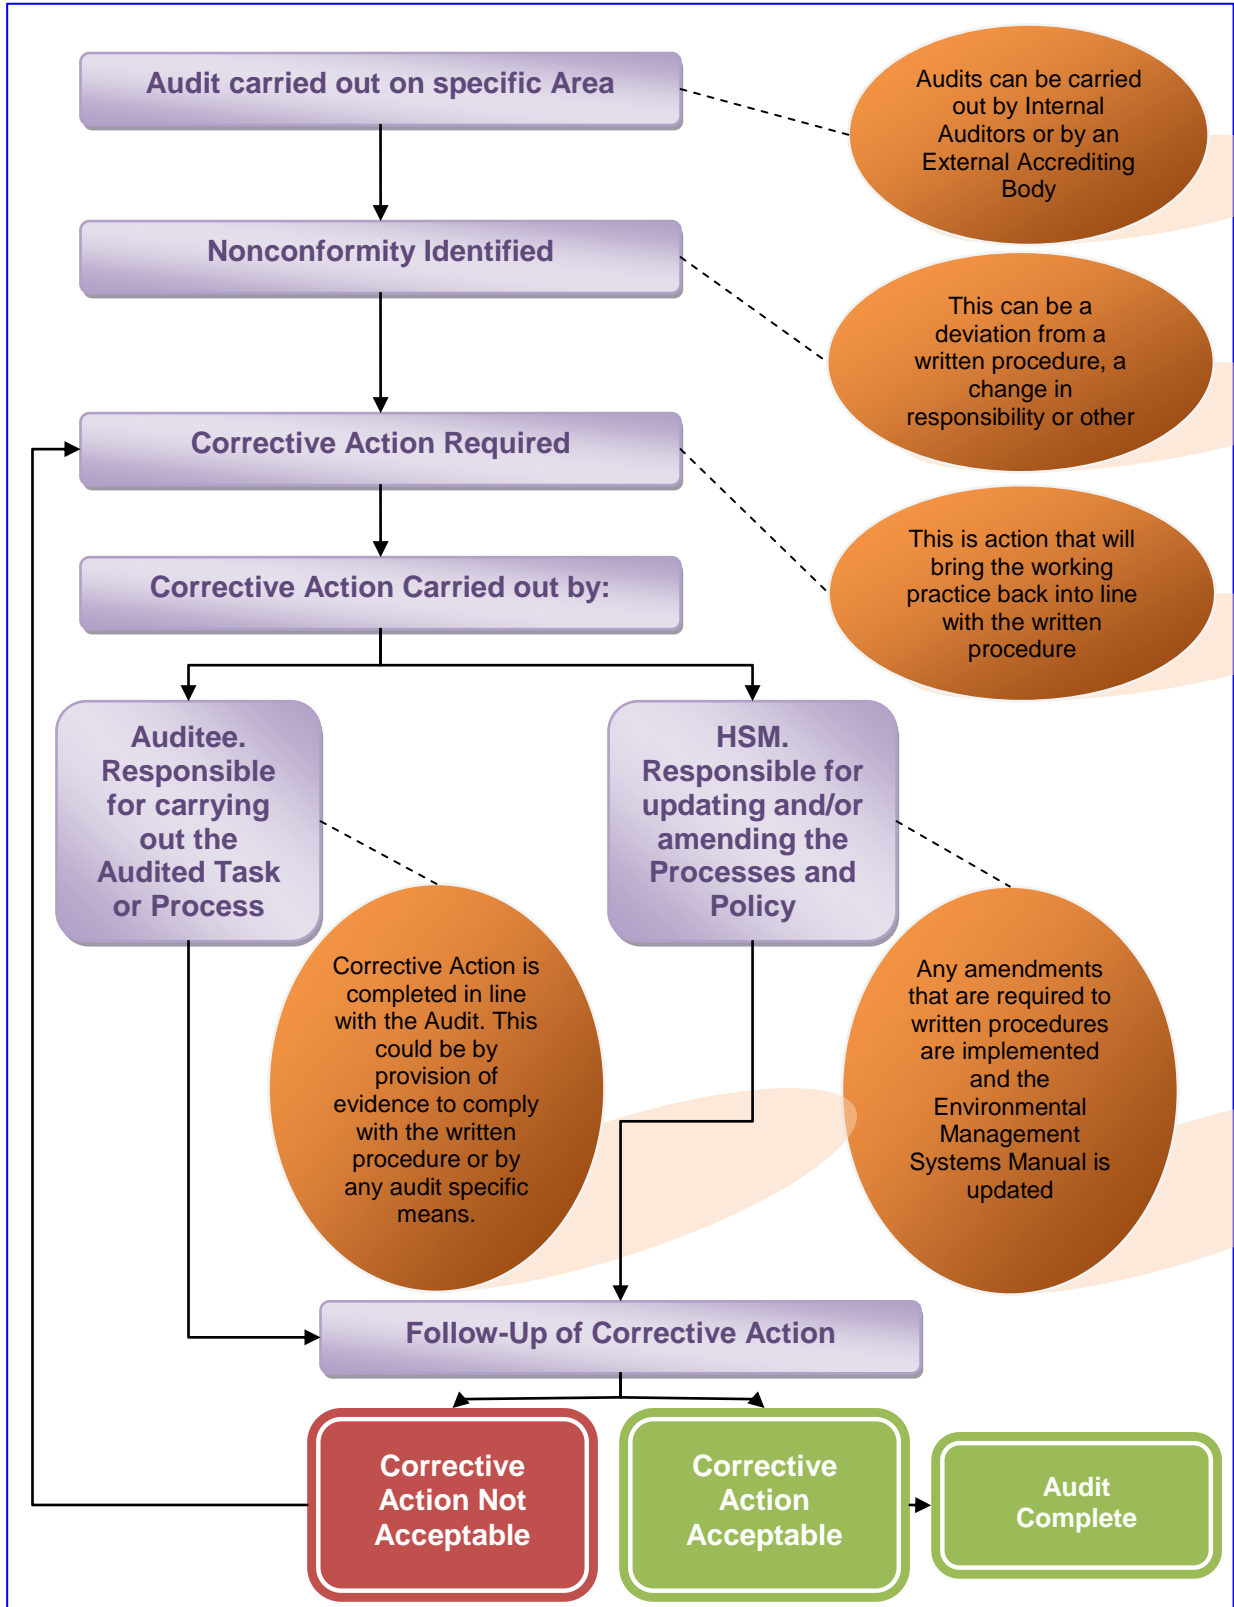 Audit carried out on specific Area
Audits can be carried
out by Internal
Auditors or by an
External Accrediting
Body
Nonconformity Identified
This can be a
deviation from a
written procedure, a
change in
responsibility or other
Corrective Action Required
This is action that will
bring the working
practice back into line
with the written
procedure
Corrective Action Carried out by:
Auditee.
Responsible
for carrying
out the
Audited Task
or Process
HSM.
Responsible for
updating and/or
amending the
Processes and
Policy
Corrective Action is
completed in line
with the Audit. This
could be by
provision of
evidence to comply
with the written
procedure or by
any audit specific
means.
Any amendments
that are required to
written procedures
are implemented
and the
Environmental
Management
Systems Manual is
updated
Follow-Up of Corrective Action
Corrective
Action Not
Acceptable
Corrective
Action
Acceptable
Audit
Complete